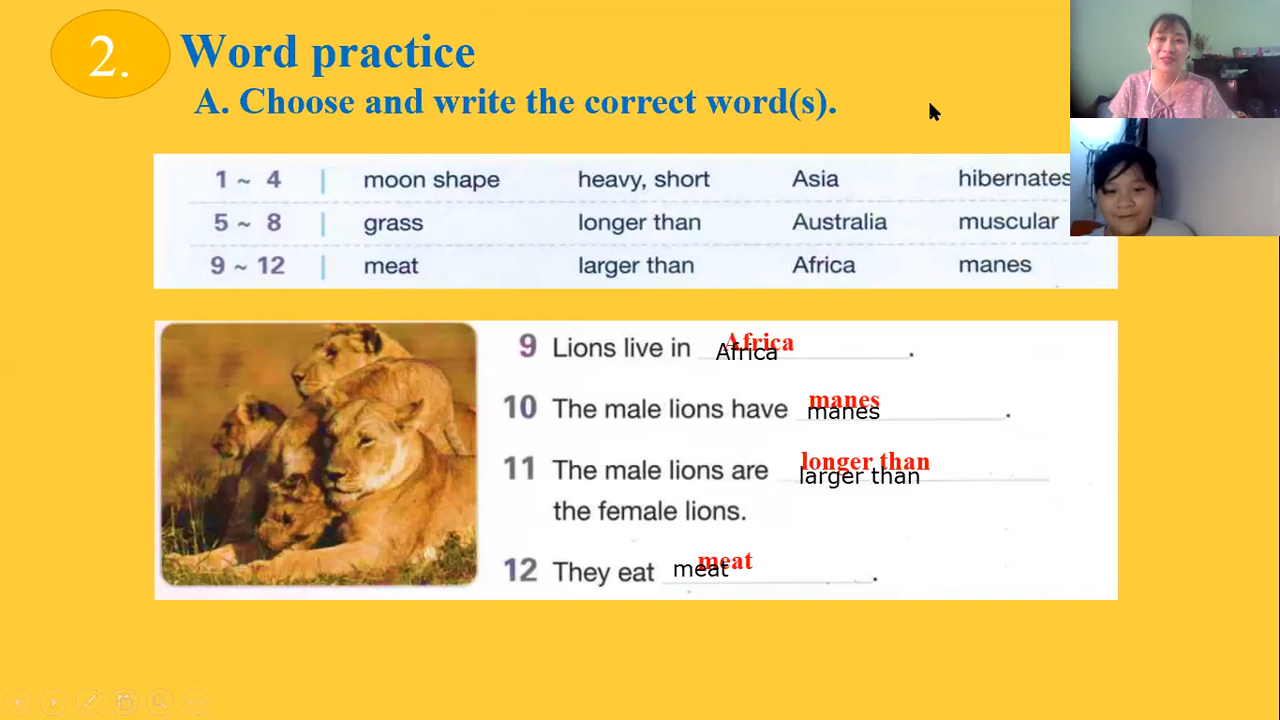 2. Word practice
A. Choose and write the correct word(s).
1 ~ 4 | moon shape heavy, short Asia hibernates
5 ~ 8 | grass longer than Australia muscular
9 ~ 12 | meat larger than Africa manes
9 Lions live in Africa Africa .
10 The male lions have manes manes .
11 The male lions are longer than larger than
the female lions.
12 They eat meat meat .